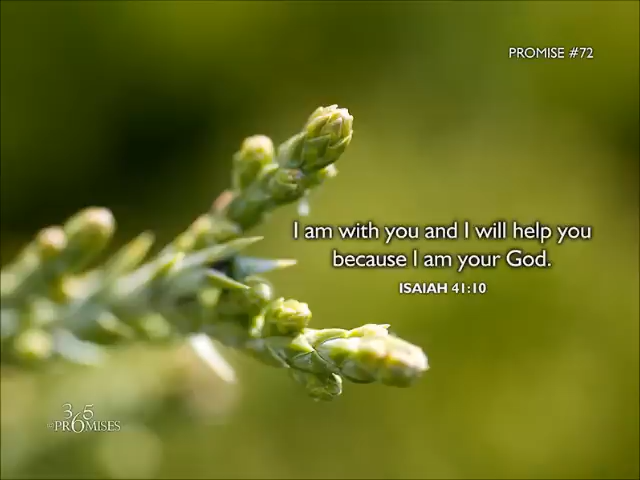 PROMISE #72
I am with you and I will help you
because I am your God.
ISAIAH 41:10
365
©PROMISES